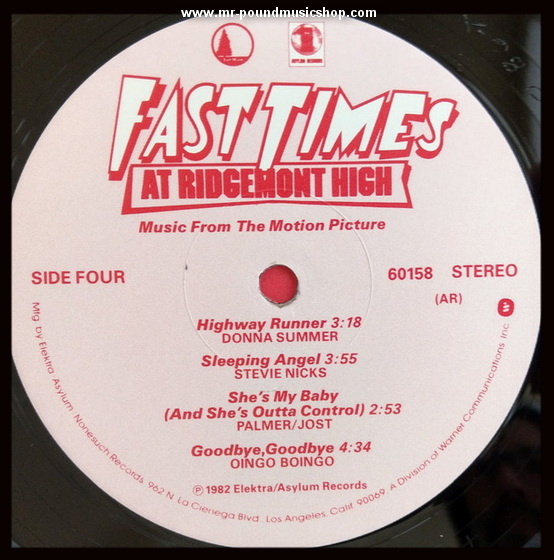 www.mr-poundmusicshop.com
ASYLUM RECORDS
FAST TIMES
AT RIDGEMONT HIGH
Music From The Motion Picture
SIDE FOUR
60158 STEREO
(AR)
Highway Runner 3:18
DONNA SUMMER
Sleeping Angel 3:55
STEVIE NICKS
She's My Baby
(And She's Outta Control) 2:53
PALMER/JOST
Goodbye,Goodbye 4:34
OINGO BOINGO
℗ 1982 Elektra/Asylum Records
Mfg. by Elektra, Asylum, Nonesuch Records, 962 N. La Cienega Blvd., Los Angeles, Calif. 90069. A Division of Warner Communications Inc. w